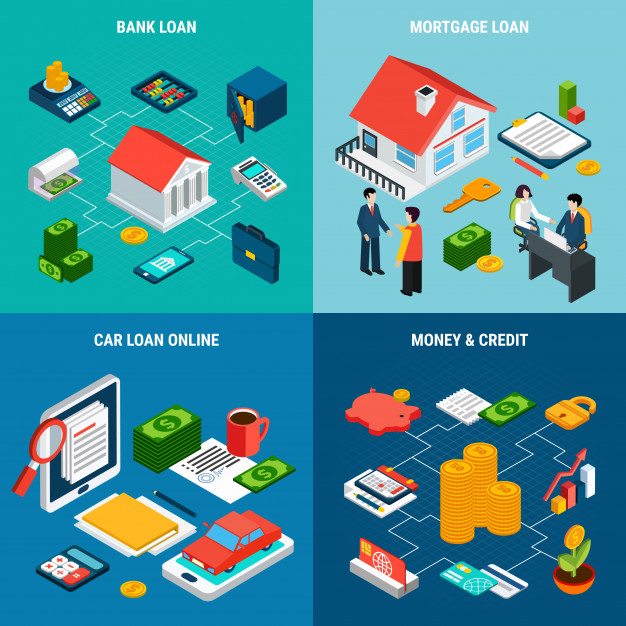 BANK LOAN
MORTGAGE LOAN
CAR LOAN ONLINE
MONEY & CREDIT